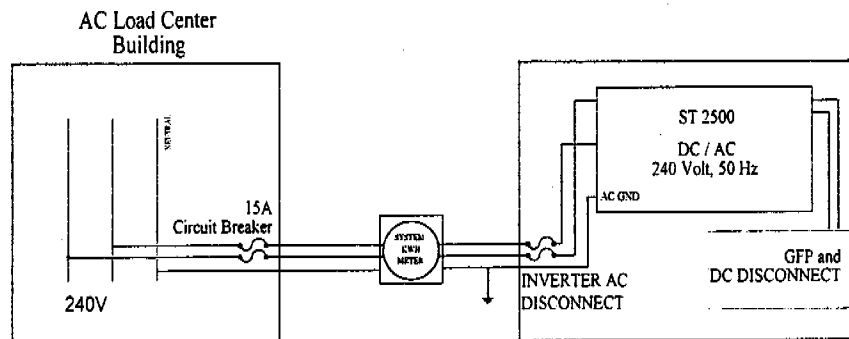 AC Load Center
Building
NEUTRAL
15A
Circuit Breaker
240V
SYSTEM
KWH
METER
ST 2500
DC / AC
240 Volt, 50 Hz
AC GND
INVERTER AC
DISCONNECT
GFP and
DC DISCONNECT